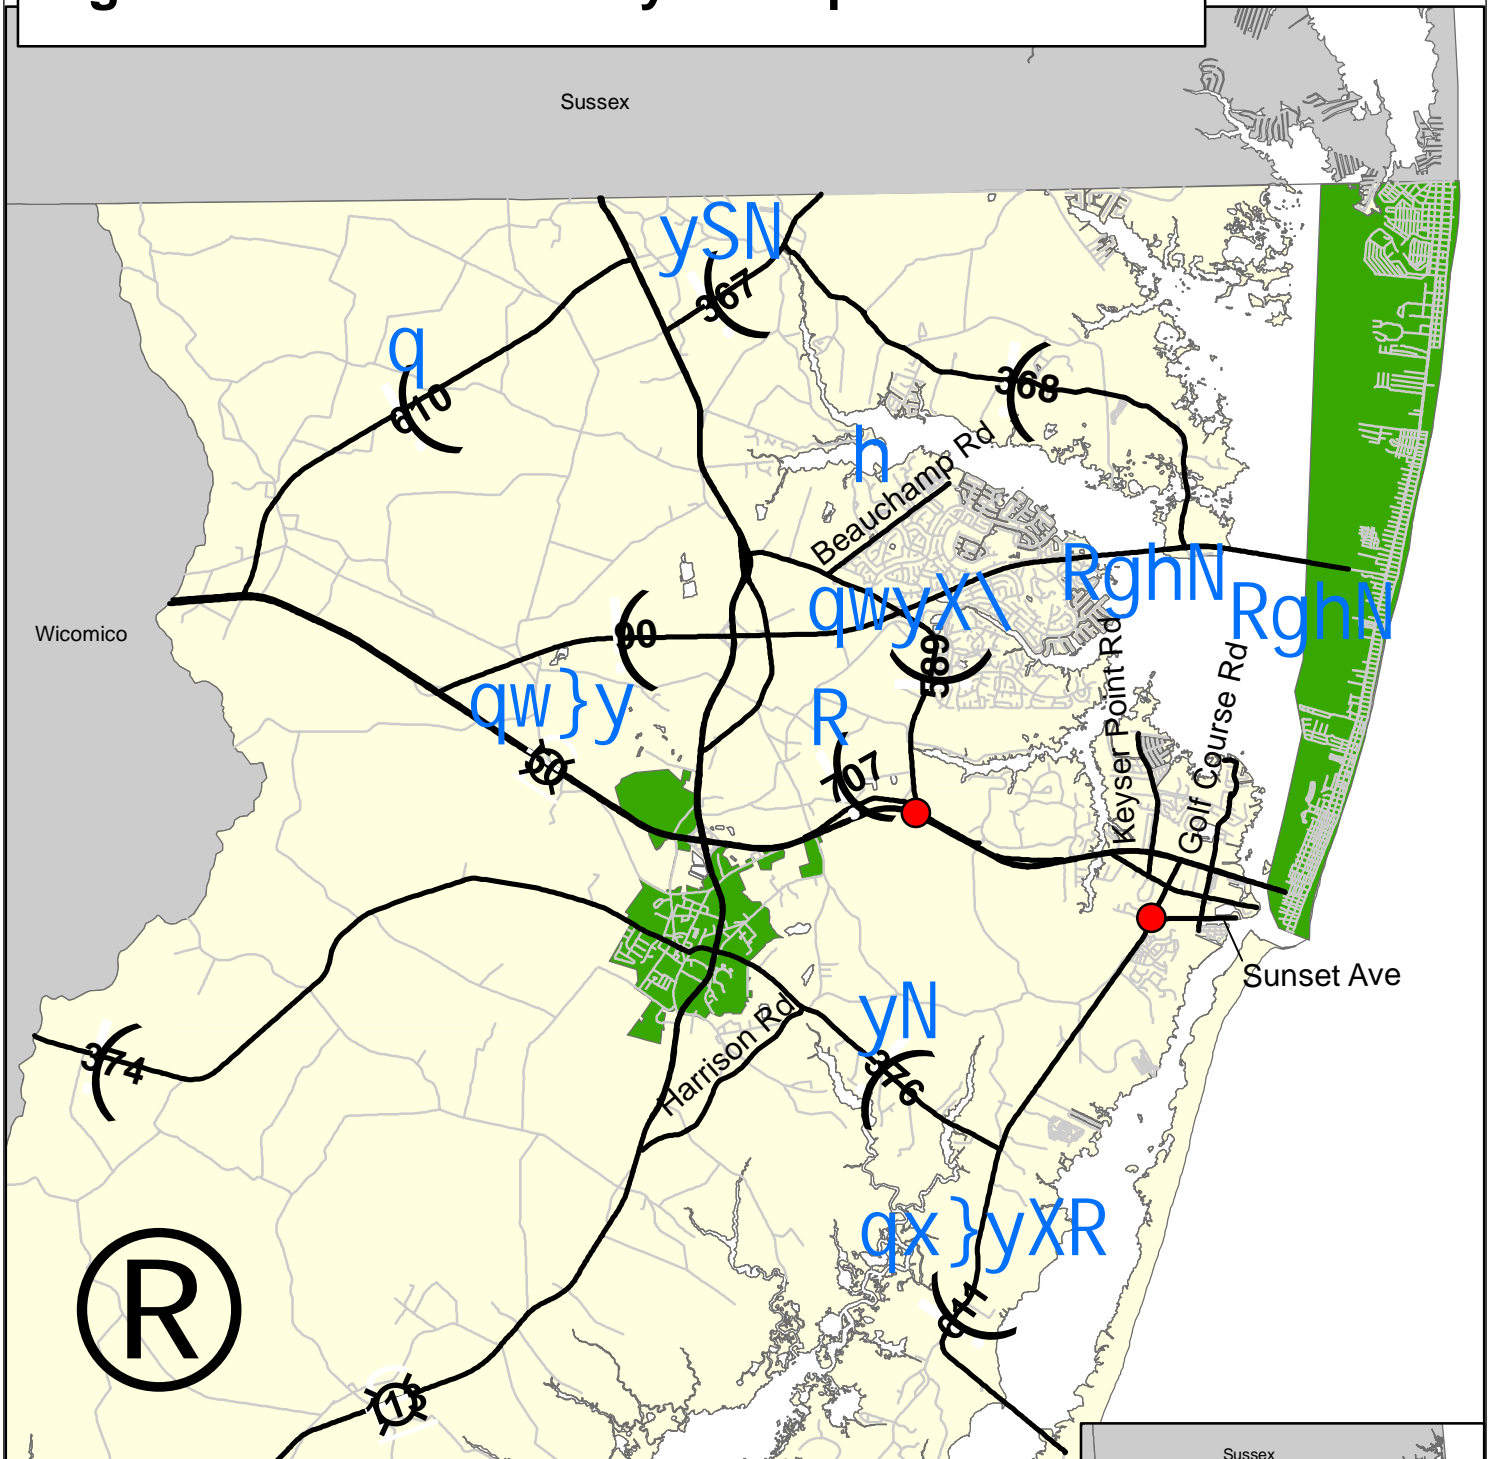 Sussex
ySN
367
q
610
368
h
Beauchamp Rd
RghN
RghN
qwyX\
90
589
Wicomico
qw}y
50
R
707
Keyser Point Rd
Golf Course Rd
Sunset Ave
yN
376
Harrison Rd
374
qx}yXR
611
R
113
Sussex